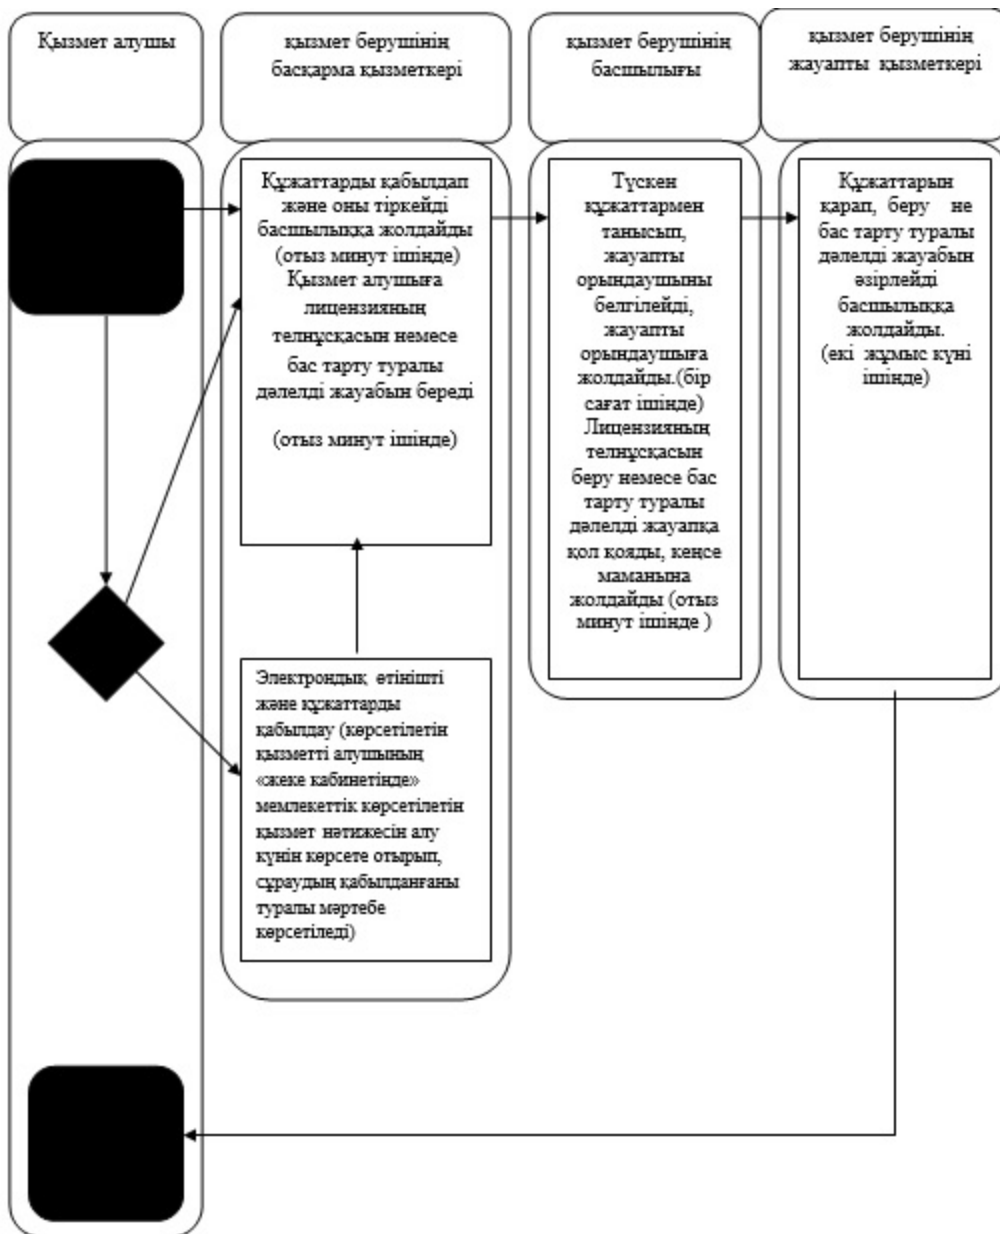 Қызмет алушы
қызмет берушінің
басқарма қызметкері
қызмет берушінің
басшылығы
қызмет берушінің
жауапты қызметкері
Құжаттарды қабылдап
және оны тіркейді
басшылыққа жолдайды
(отыз минут ішінде)
Қызмет алушыға
лицензияның
телнұсқасын немесе
бас тарту туралы
дәлелді жауабын береді
(отыз минут ішінде)
Электрондық өтінішті
және құжаттарды
қабылдау (көрсетілетін
қызметті алушының
«жеке кабинетінде»
мемлекеттік көрсетілетін
қызмет нәтижесін алу
күнін көрсете отырып,
сұраудың қабылданғаны
туралы мәртебе
көрсетіледі)
Түскен
құжаттармен
танысып,
жауапты
орындаушыны
белгілейді,
жауапты
орындаушыға
жолдайды.(бір
сағат ішінде)
Лицензияның
телнұсқасын
беру немесе бас
тарту туралы
дәлелді жауапқа
қол қояды, кеңсе
маманына
жолдайды (отыз
минут ішінде )
Құжаттарын
қарап, беру не
бас тарту туралы
дәлелді жауабын
әзірлейді
басшылыққа
жолдайды.
(екі жұмыс күні
ішінде)